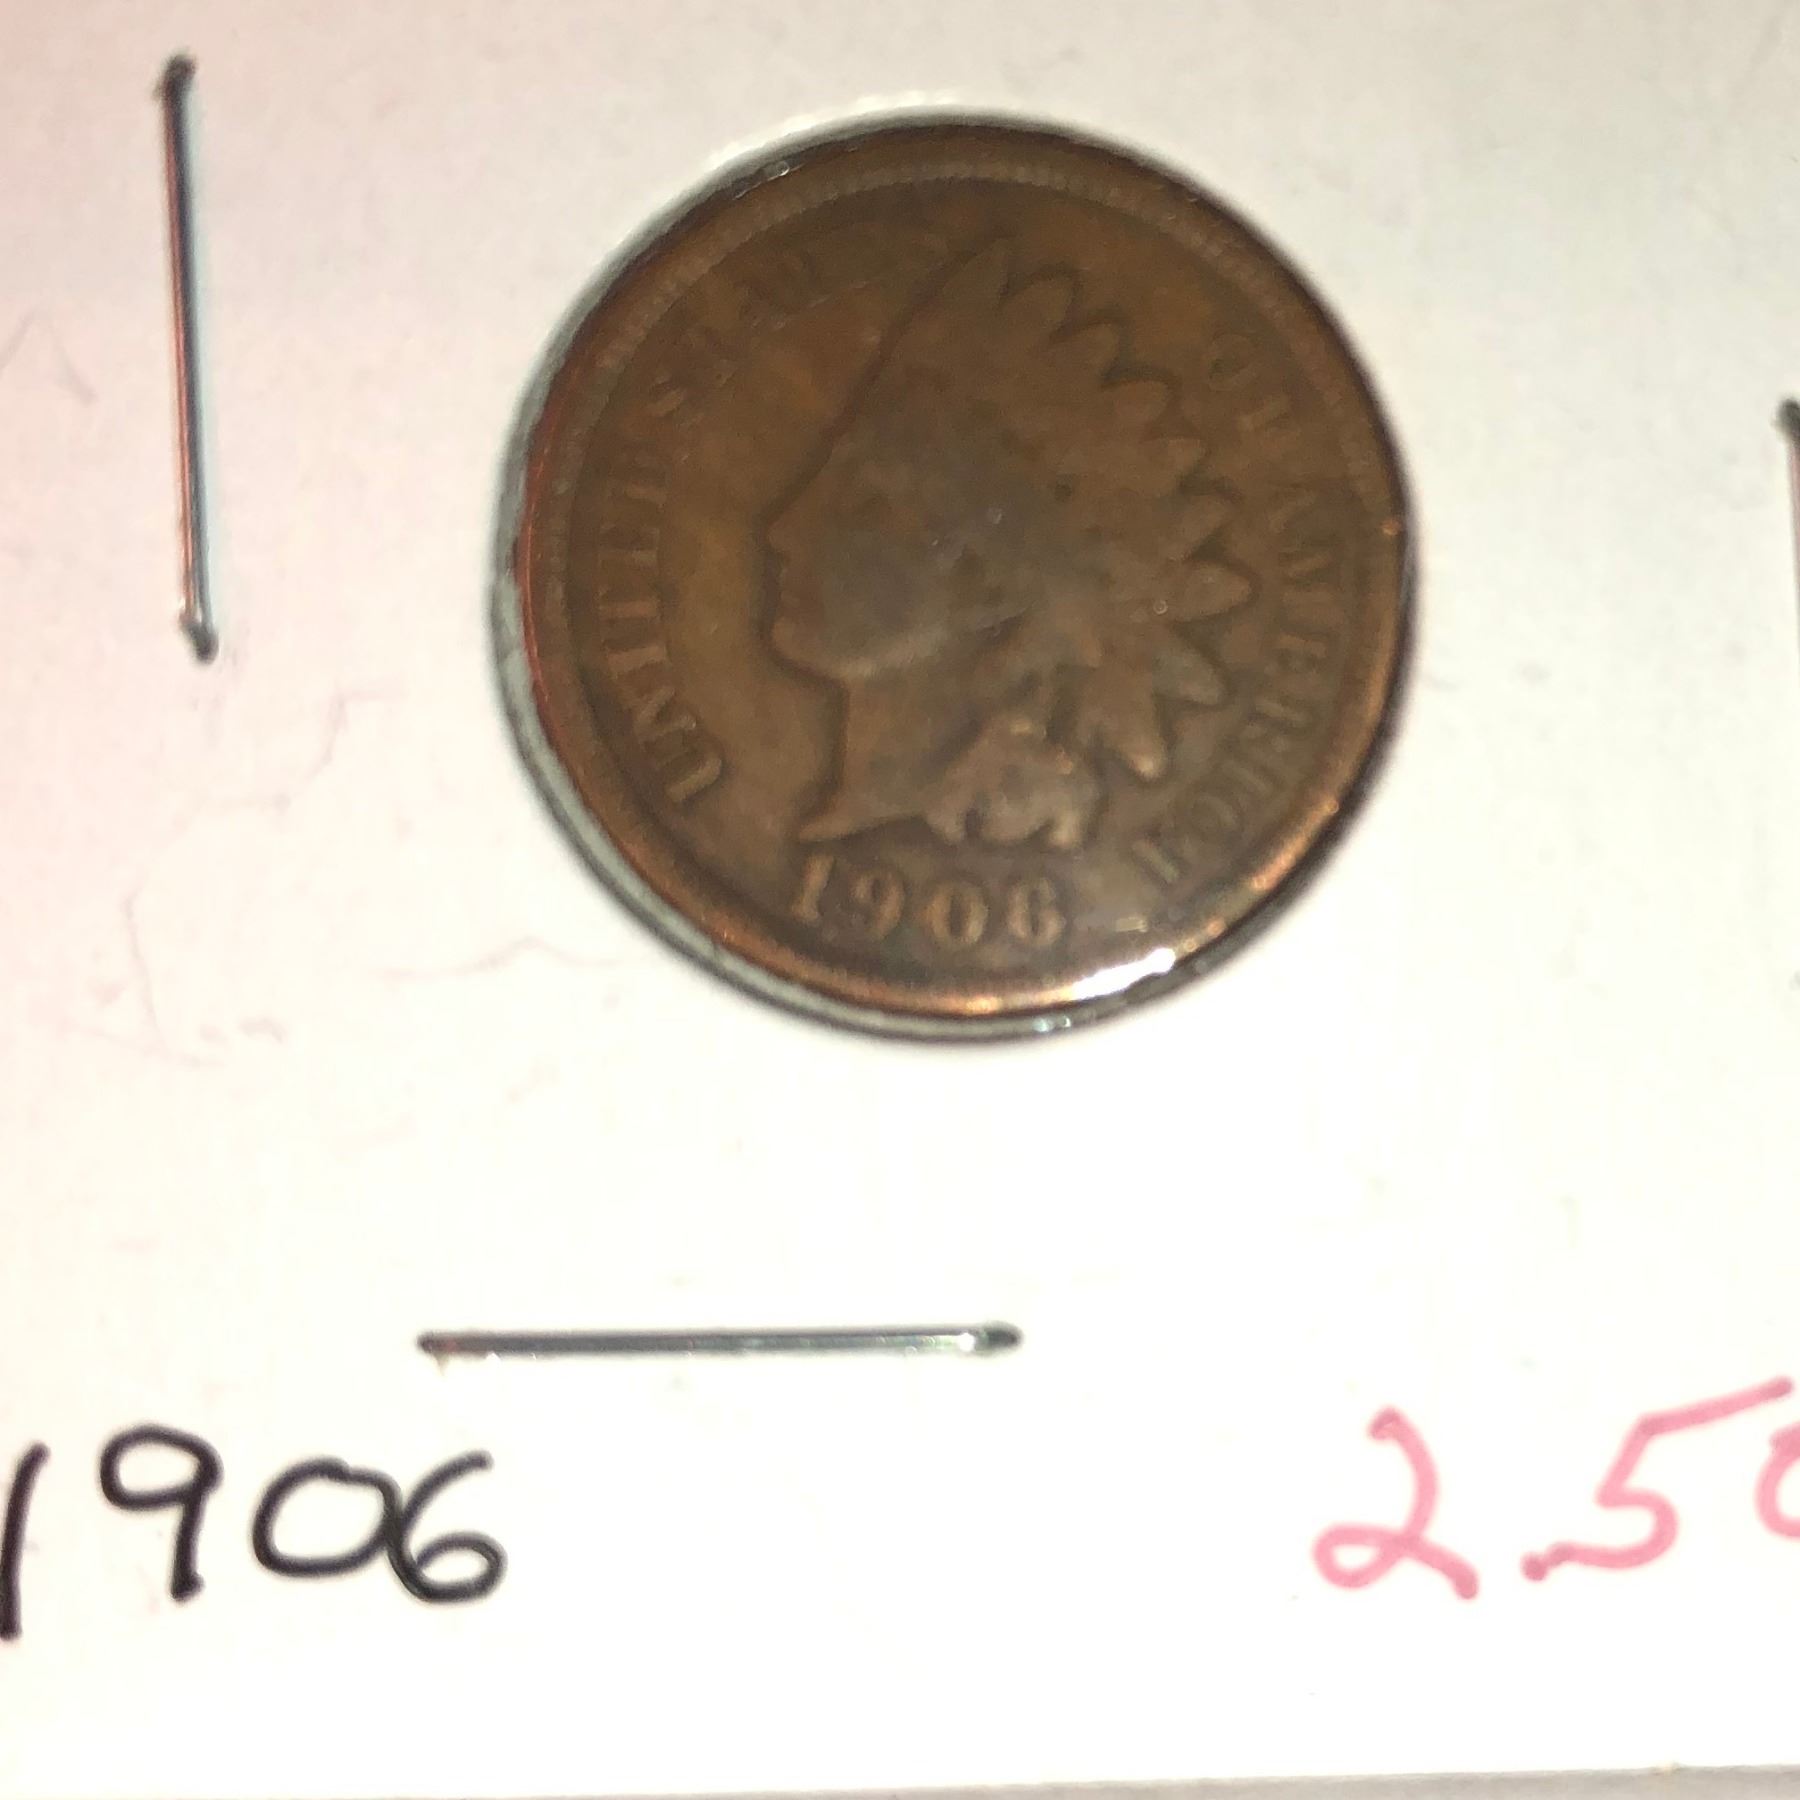 UNITED STATES OF AMERICA
1906
1906 2.50